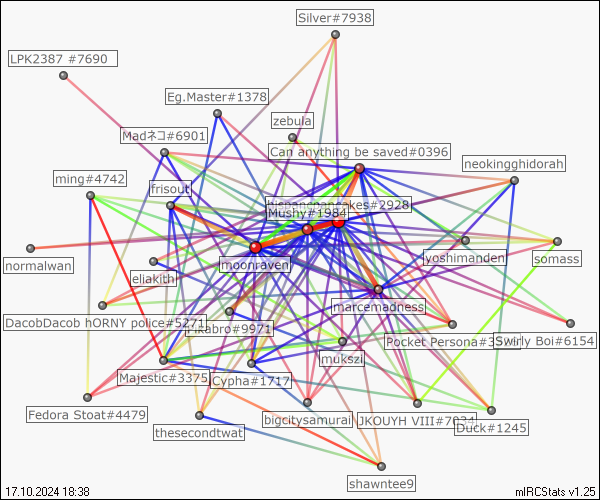 Silver#7938
LPK2387 #7690
Eg.Master#1378
zebula
Madネコ#6901
Can anything be saved#0396
neokingghidorah
ming#4742
frisout
Mushy#1984
normalwan
eliakith
moonraven
yoshimanden
somass
marcemadness
DacobDacob hORNY police#5271
mukszi
Pocket Persona#3
Swirly Boi#6154
Majestic#3375
Cypha#1717
Fedora Stoat#4479
bigcitysamurai
JKOUYH VIII#7034
Duck#1245
thesecondtwat
shawntee9
17.10.2024 18:38
mIRCStats v1.25